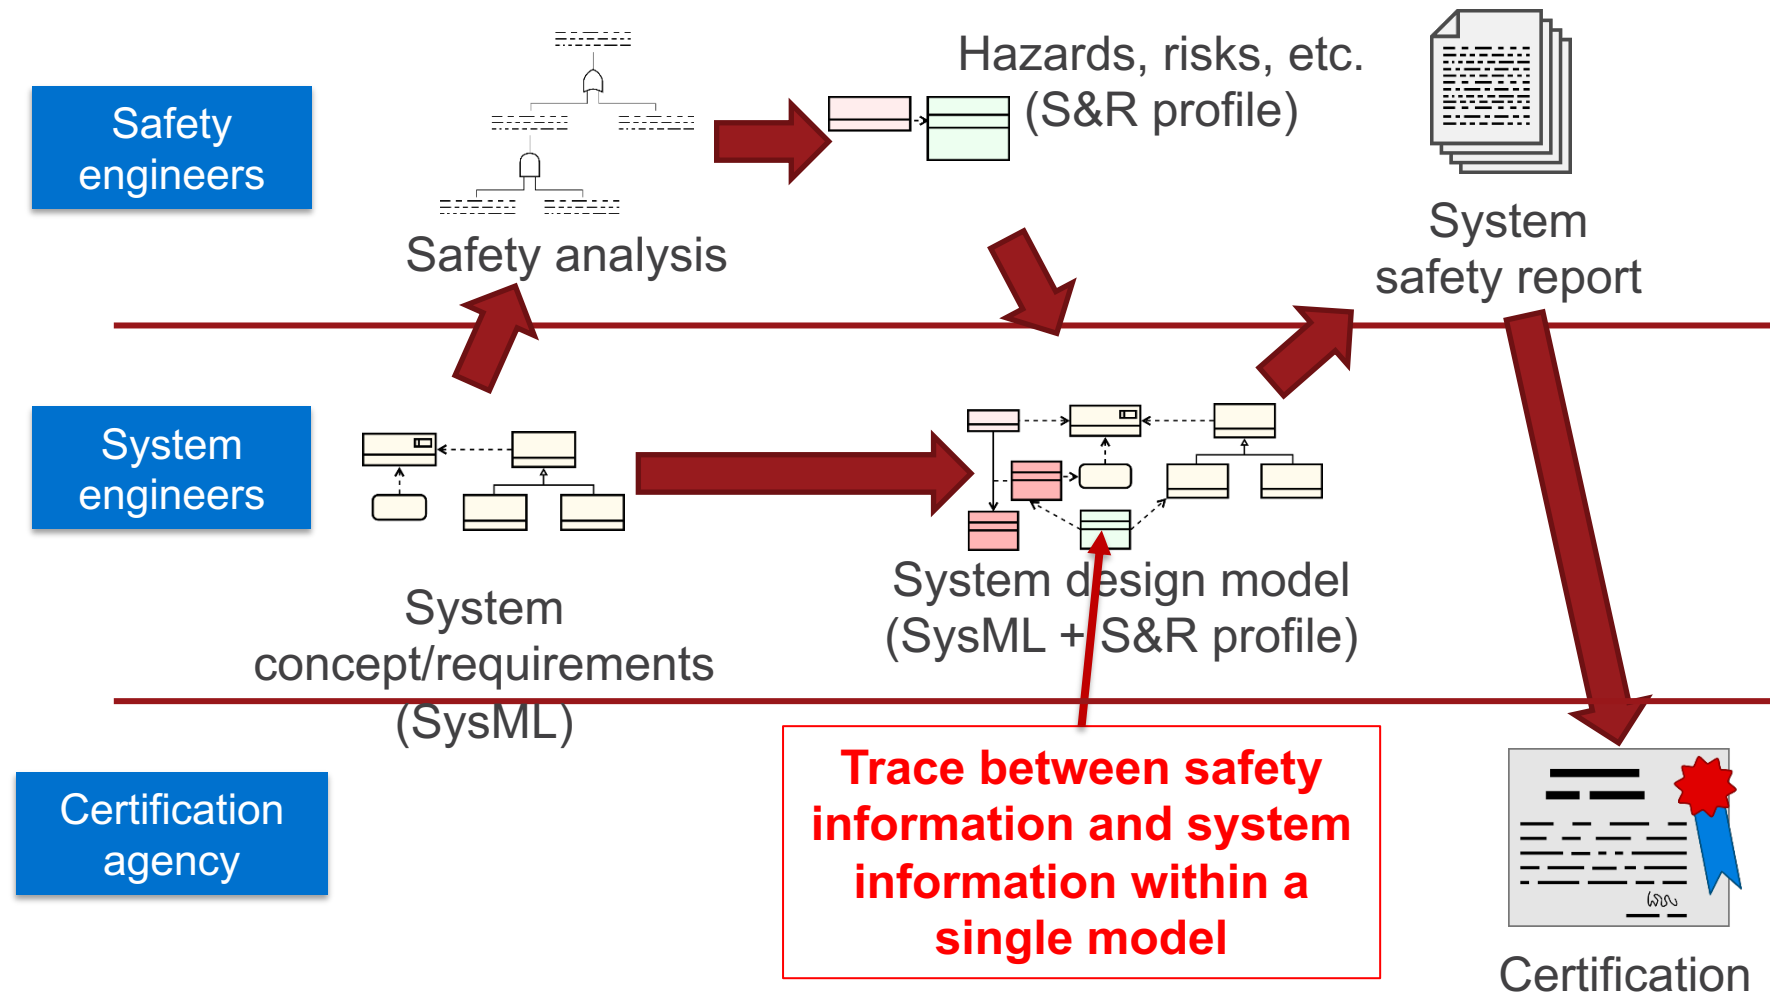 Safety
engineers
Safety analysis
Hazards, risks, etc.
(S&R profile)
System
safety report
System
engineers
System
concept/requirements
(SysML)
System design model
(SysML + S&R profile)
Certification
agency
Trace between safety
information and system
information within a
single model
Certification